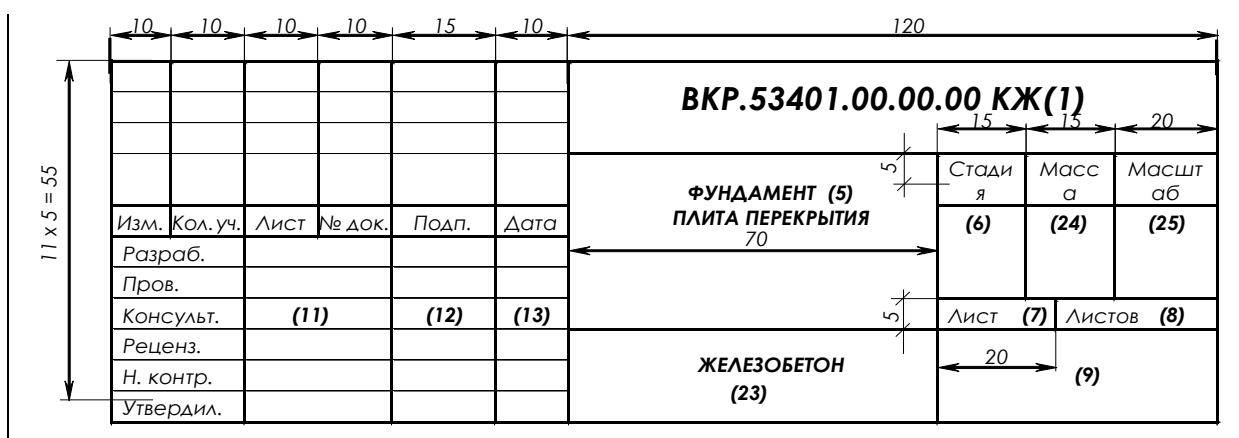 10 10 10 10 15 10 120
ВКР.53401.00.00.00 КЖ(1)
15 15 20
5
Стади
я
Масс
а
Масшт
аб
ФУНДАМЕНТ (5)
ПЛИТА ПЕРЕКРЫТИЯ
70
(6) (24) (25)
11 x 5 = 55
Изм. Кол. уч. Лист № док. Подп. Дата
Разраб.
Пров.
Консульт. (11) (12) (13)
5
Лист (7) Листов (8)
Реценз.
Н. контр.
Утвердил.
ЖЕЛЕЗОБЕТОН
(23)
20
(9)